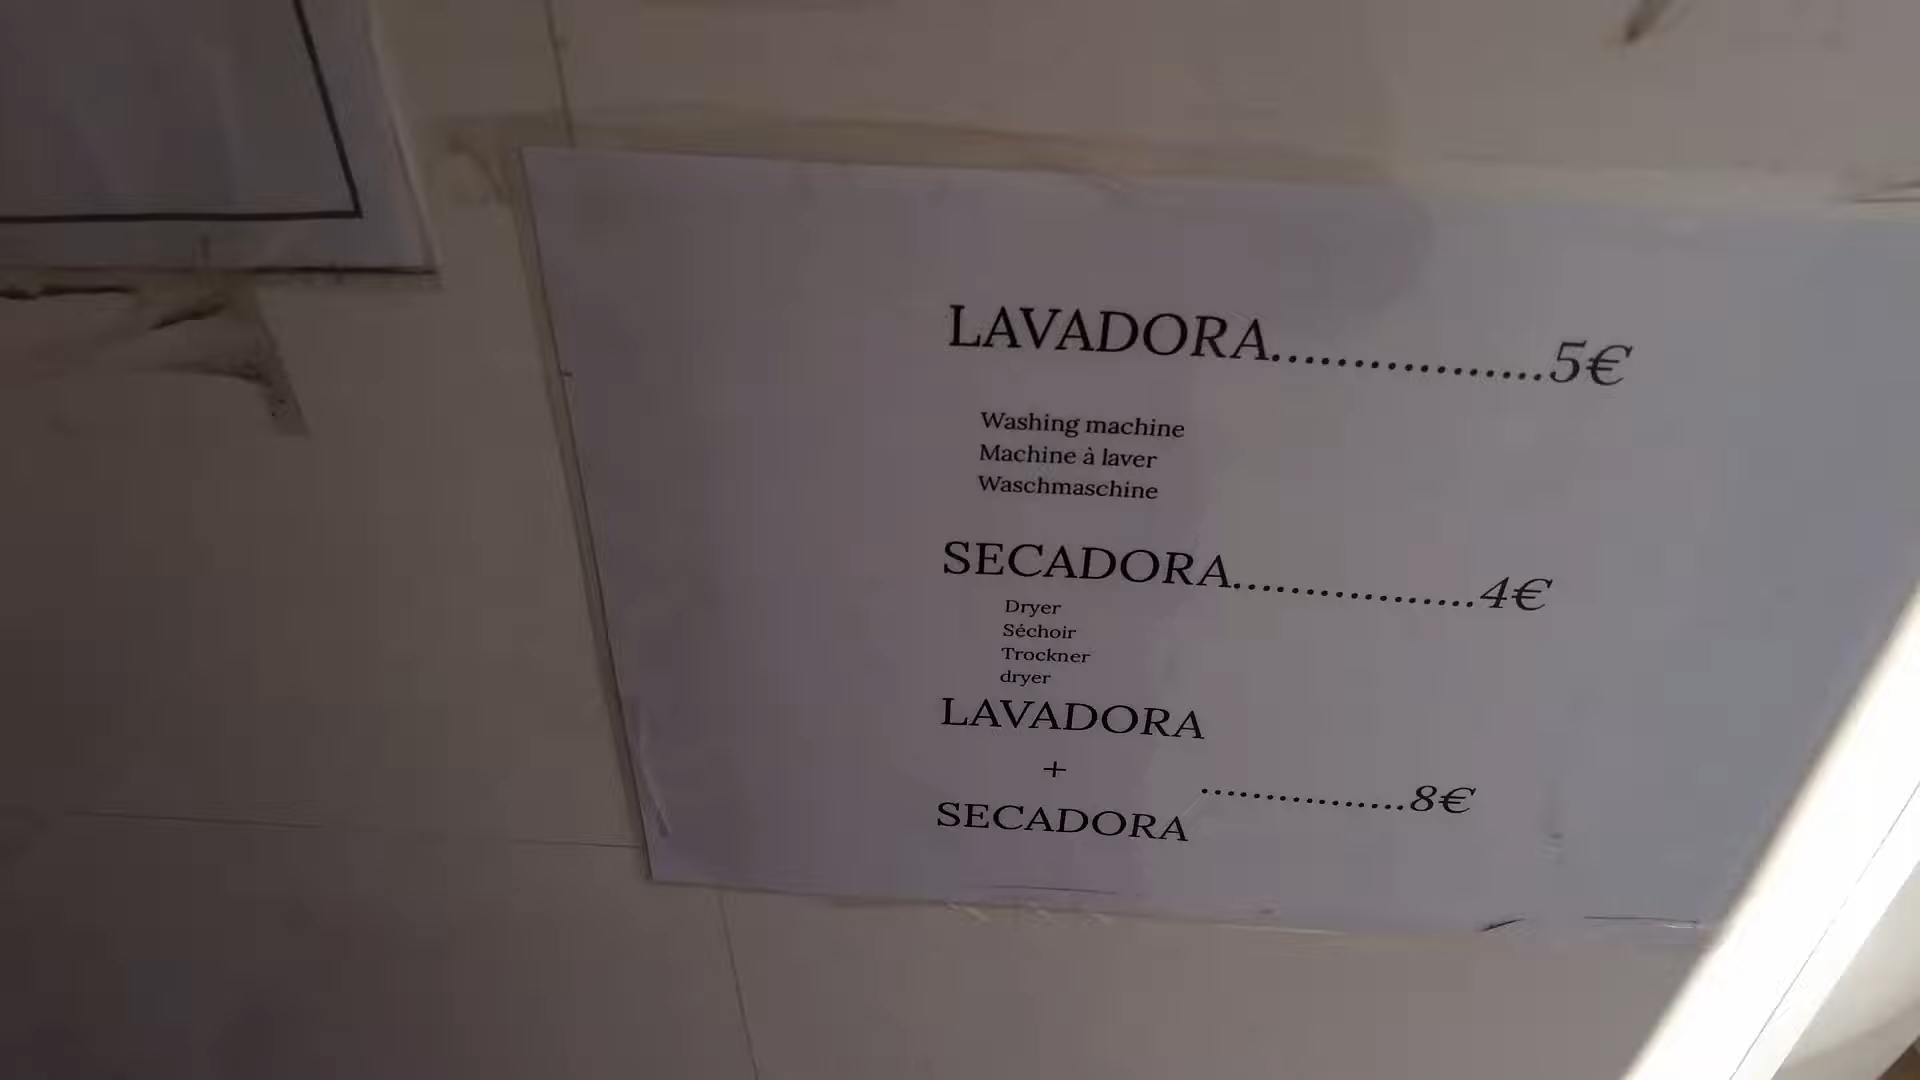 LAVADORA.................5€
Washing machine
Machine à laver
Waschmaschine
SECADORA.................4€
Dryer
Séchoir
Trockner
dryer
LAVADORA
+
................8€
SECADORA